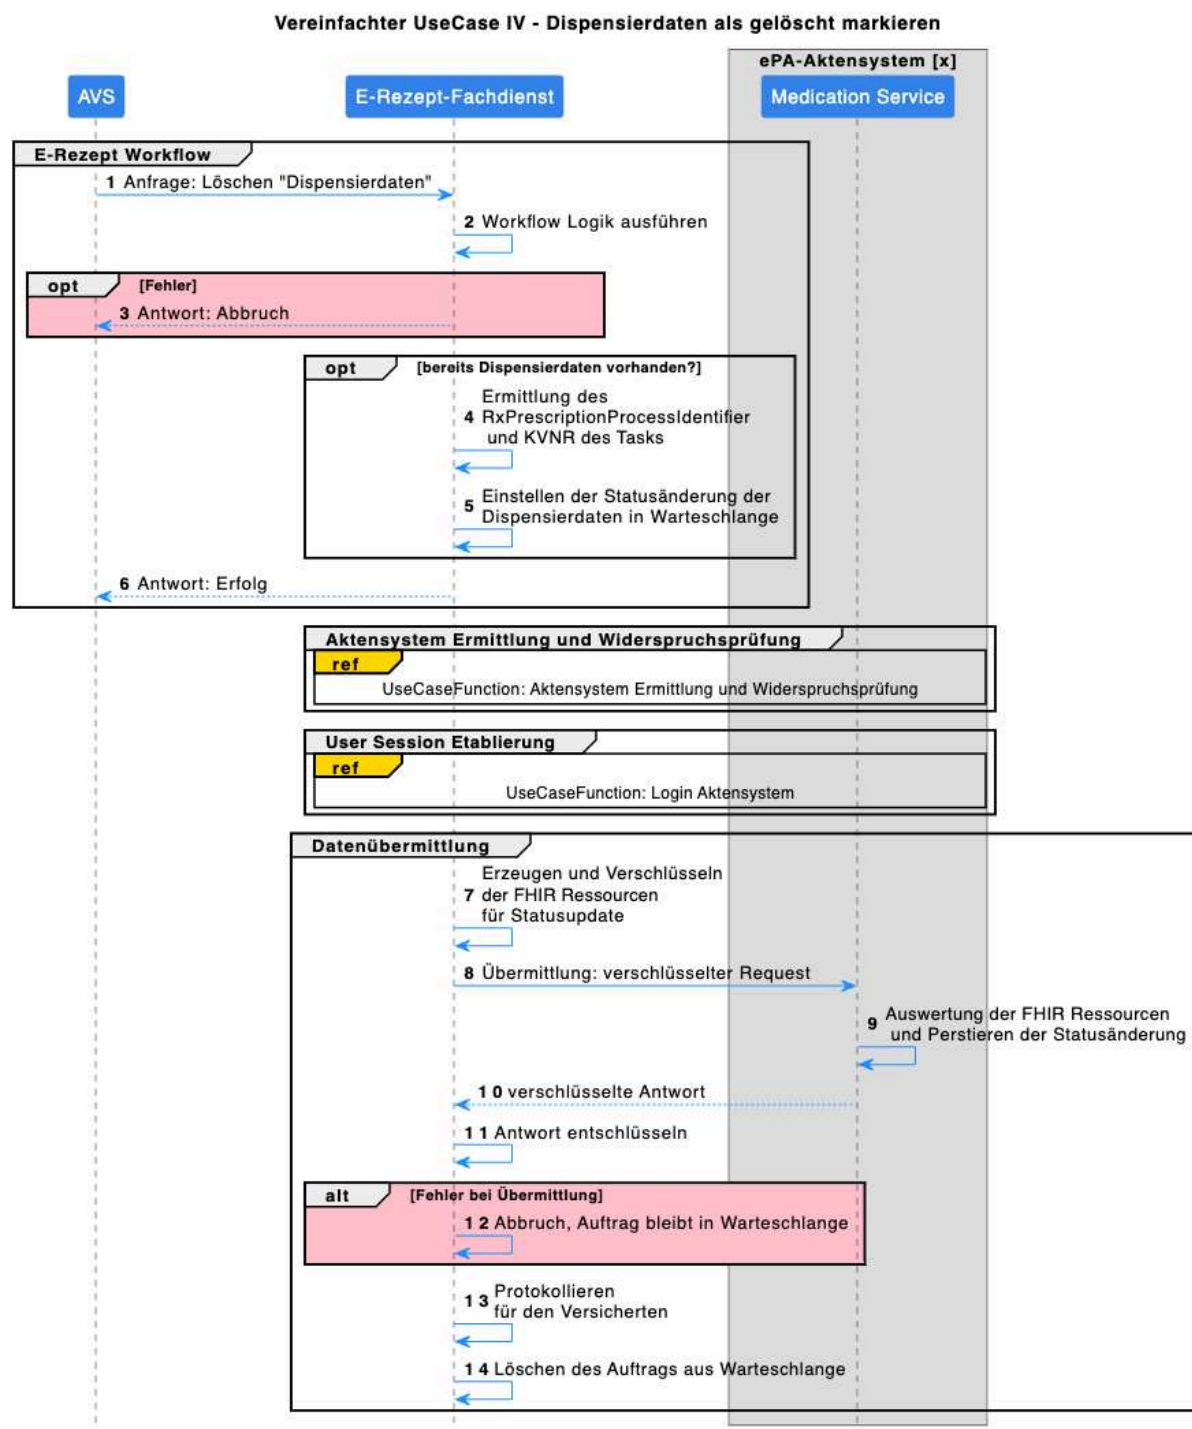 Vereinfachter UseCase IV - Dispensierdaten als gelöscht markieren
ePA-Aktensystem [x]
AVS
E-Rezept-Fachdienst
Medication Service
E-Rezept Workflow
1 Anfrage: Löschen "Dispensierdaten"
2 Workflow Logik ausführen
opt [Fehler]
3 Antwort: Abbruch
opt [bereits Dispensierdaten vorhanden?]
Ermittlung des
4 RxPrescriptionProcessIdentifier
und KVNR des Tasks
5 Einstellen der Statusänderung der
Dispensierdaten in Warteschlange
6 Antwort: Erfolg
Aktensystem Ermittlung und Widerspruchsprüfung
ref
UseCaseFunction: Aktensystem Ermittlung und Widerspruchsprüfung
User Session Etablierung
ref
UseCaseFunction: Login Aktensystem
Datenübermittlung
Erzeugen und Verschlüsseln
7 der FHIR Ressourcen
für Statusupdate
8 Übermittlung: verschlüsselter Request
9 Auswertung der FHIR Ressourcen
und Perstieren der Statusänderung
10 verschlüsselte Antwort
11 Antwort entschlüsseln
alt [Fehler bei Übermittlung]
12 Abbruch, Auftrag bleibt in Warteschlange
13 Protokollieren
für den Versicherten
14 Löschen des Auftrags aus Warteschlange